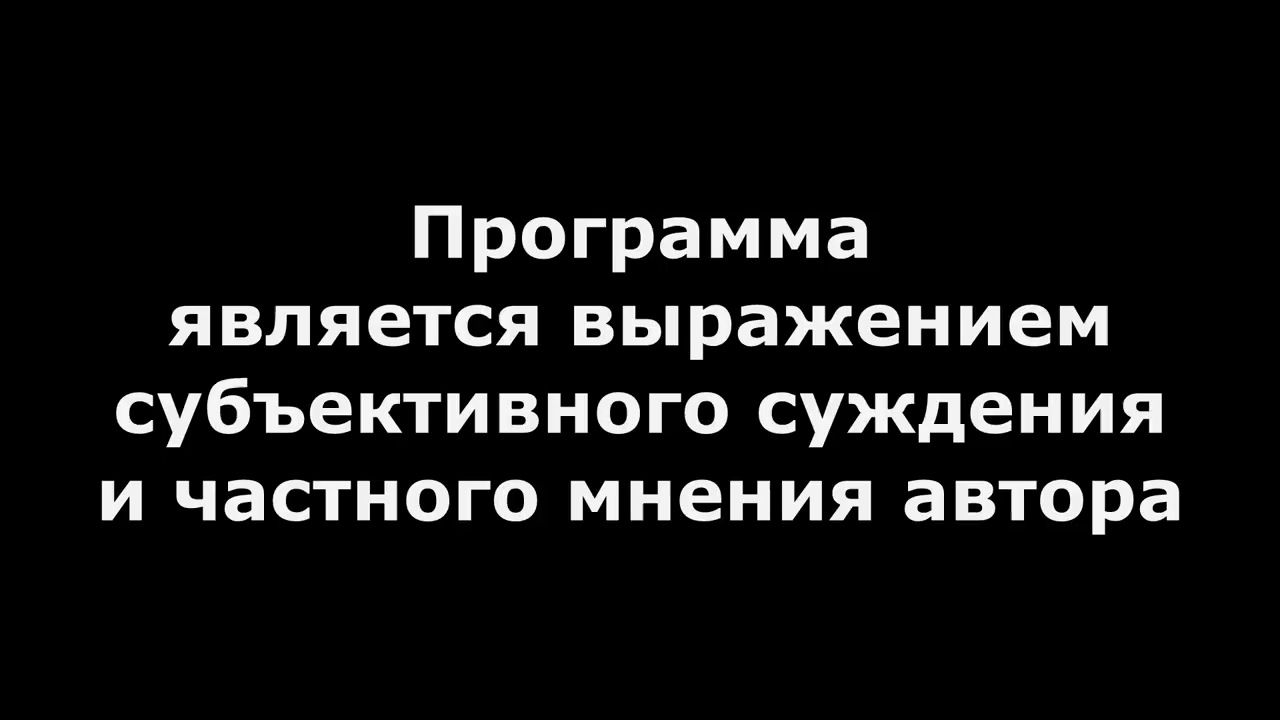 Программа
является выражением
субъективного суждения
и частного мнения автора